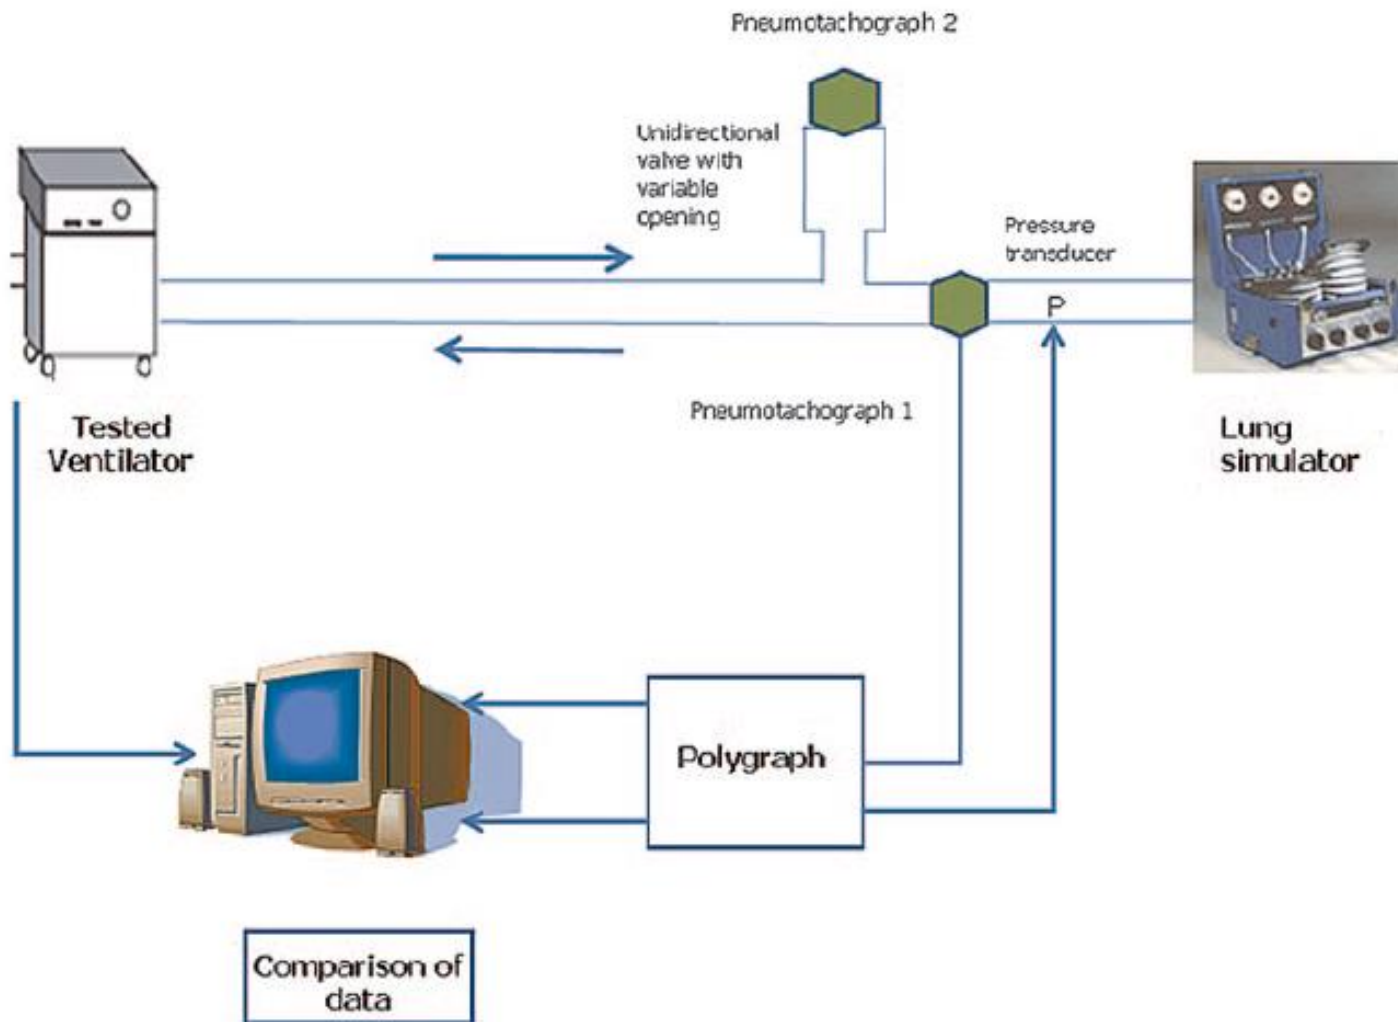 Pneumotachograph 2
Unidirectional
valve with
variable
opening
Pressure
transducer
P
Pneumotachograph 1
Tested
Ventilator
Lung
simulator
Polygraph
Comparison of
data